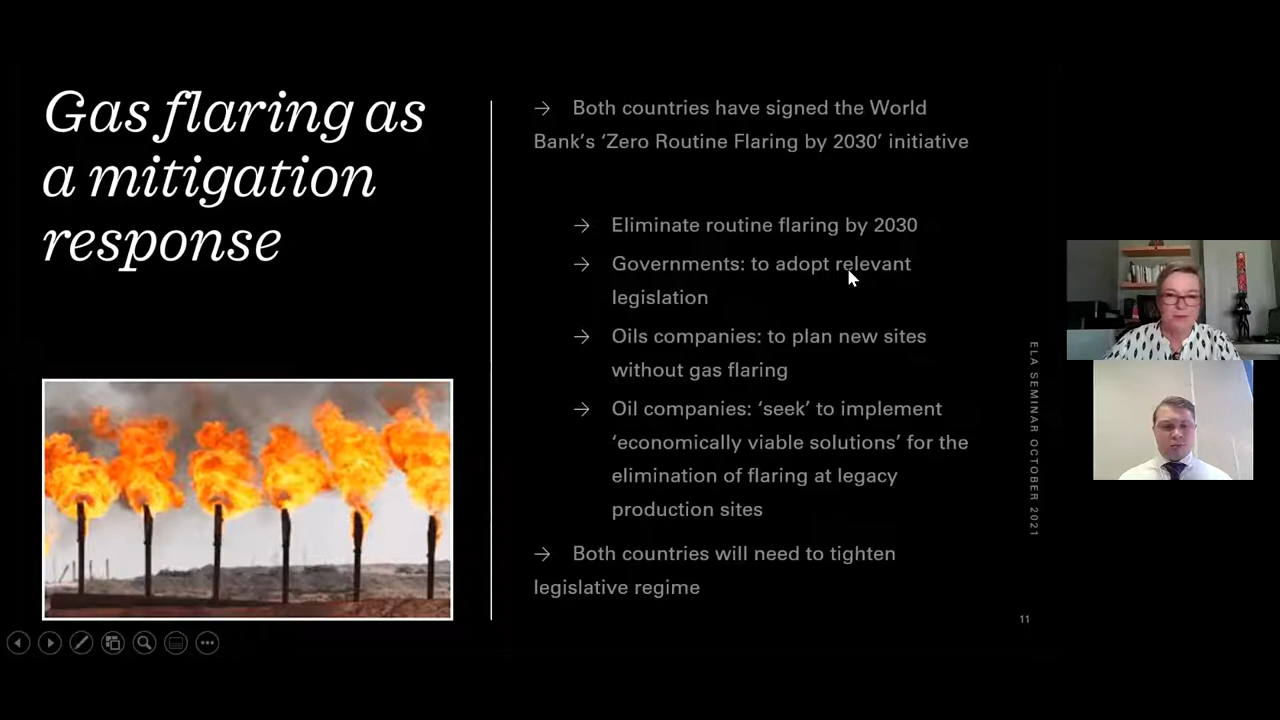 Gas flaring as
a mitigation
response
→ Both countries have signed the World
Bank's ‘Zero Routine Flaring by 2030’ initiative
→ Eliminate routine flaring by 2030
→ Governments: to adopt relevant
legislation
→ Oils companies: to plan new sites
without gas flaring
→ Oil companies: ‘seek’ to implement
‘economically viable solutions’ for the
elimination of flaring at legacy
production sites
→ Both countries will need to tighten
legislative regime
ELA SEMINAR OCTOBER 2021
11